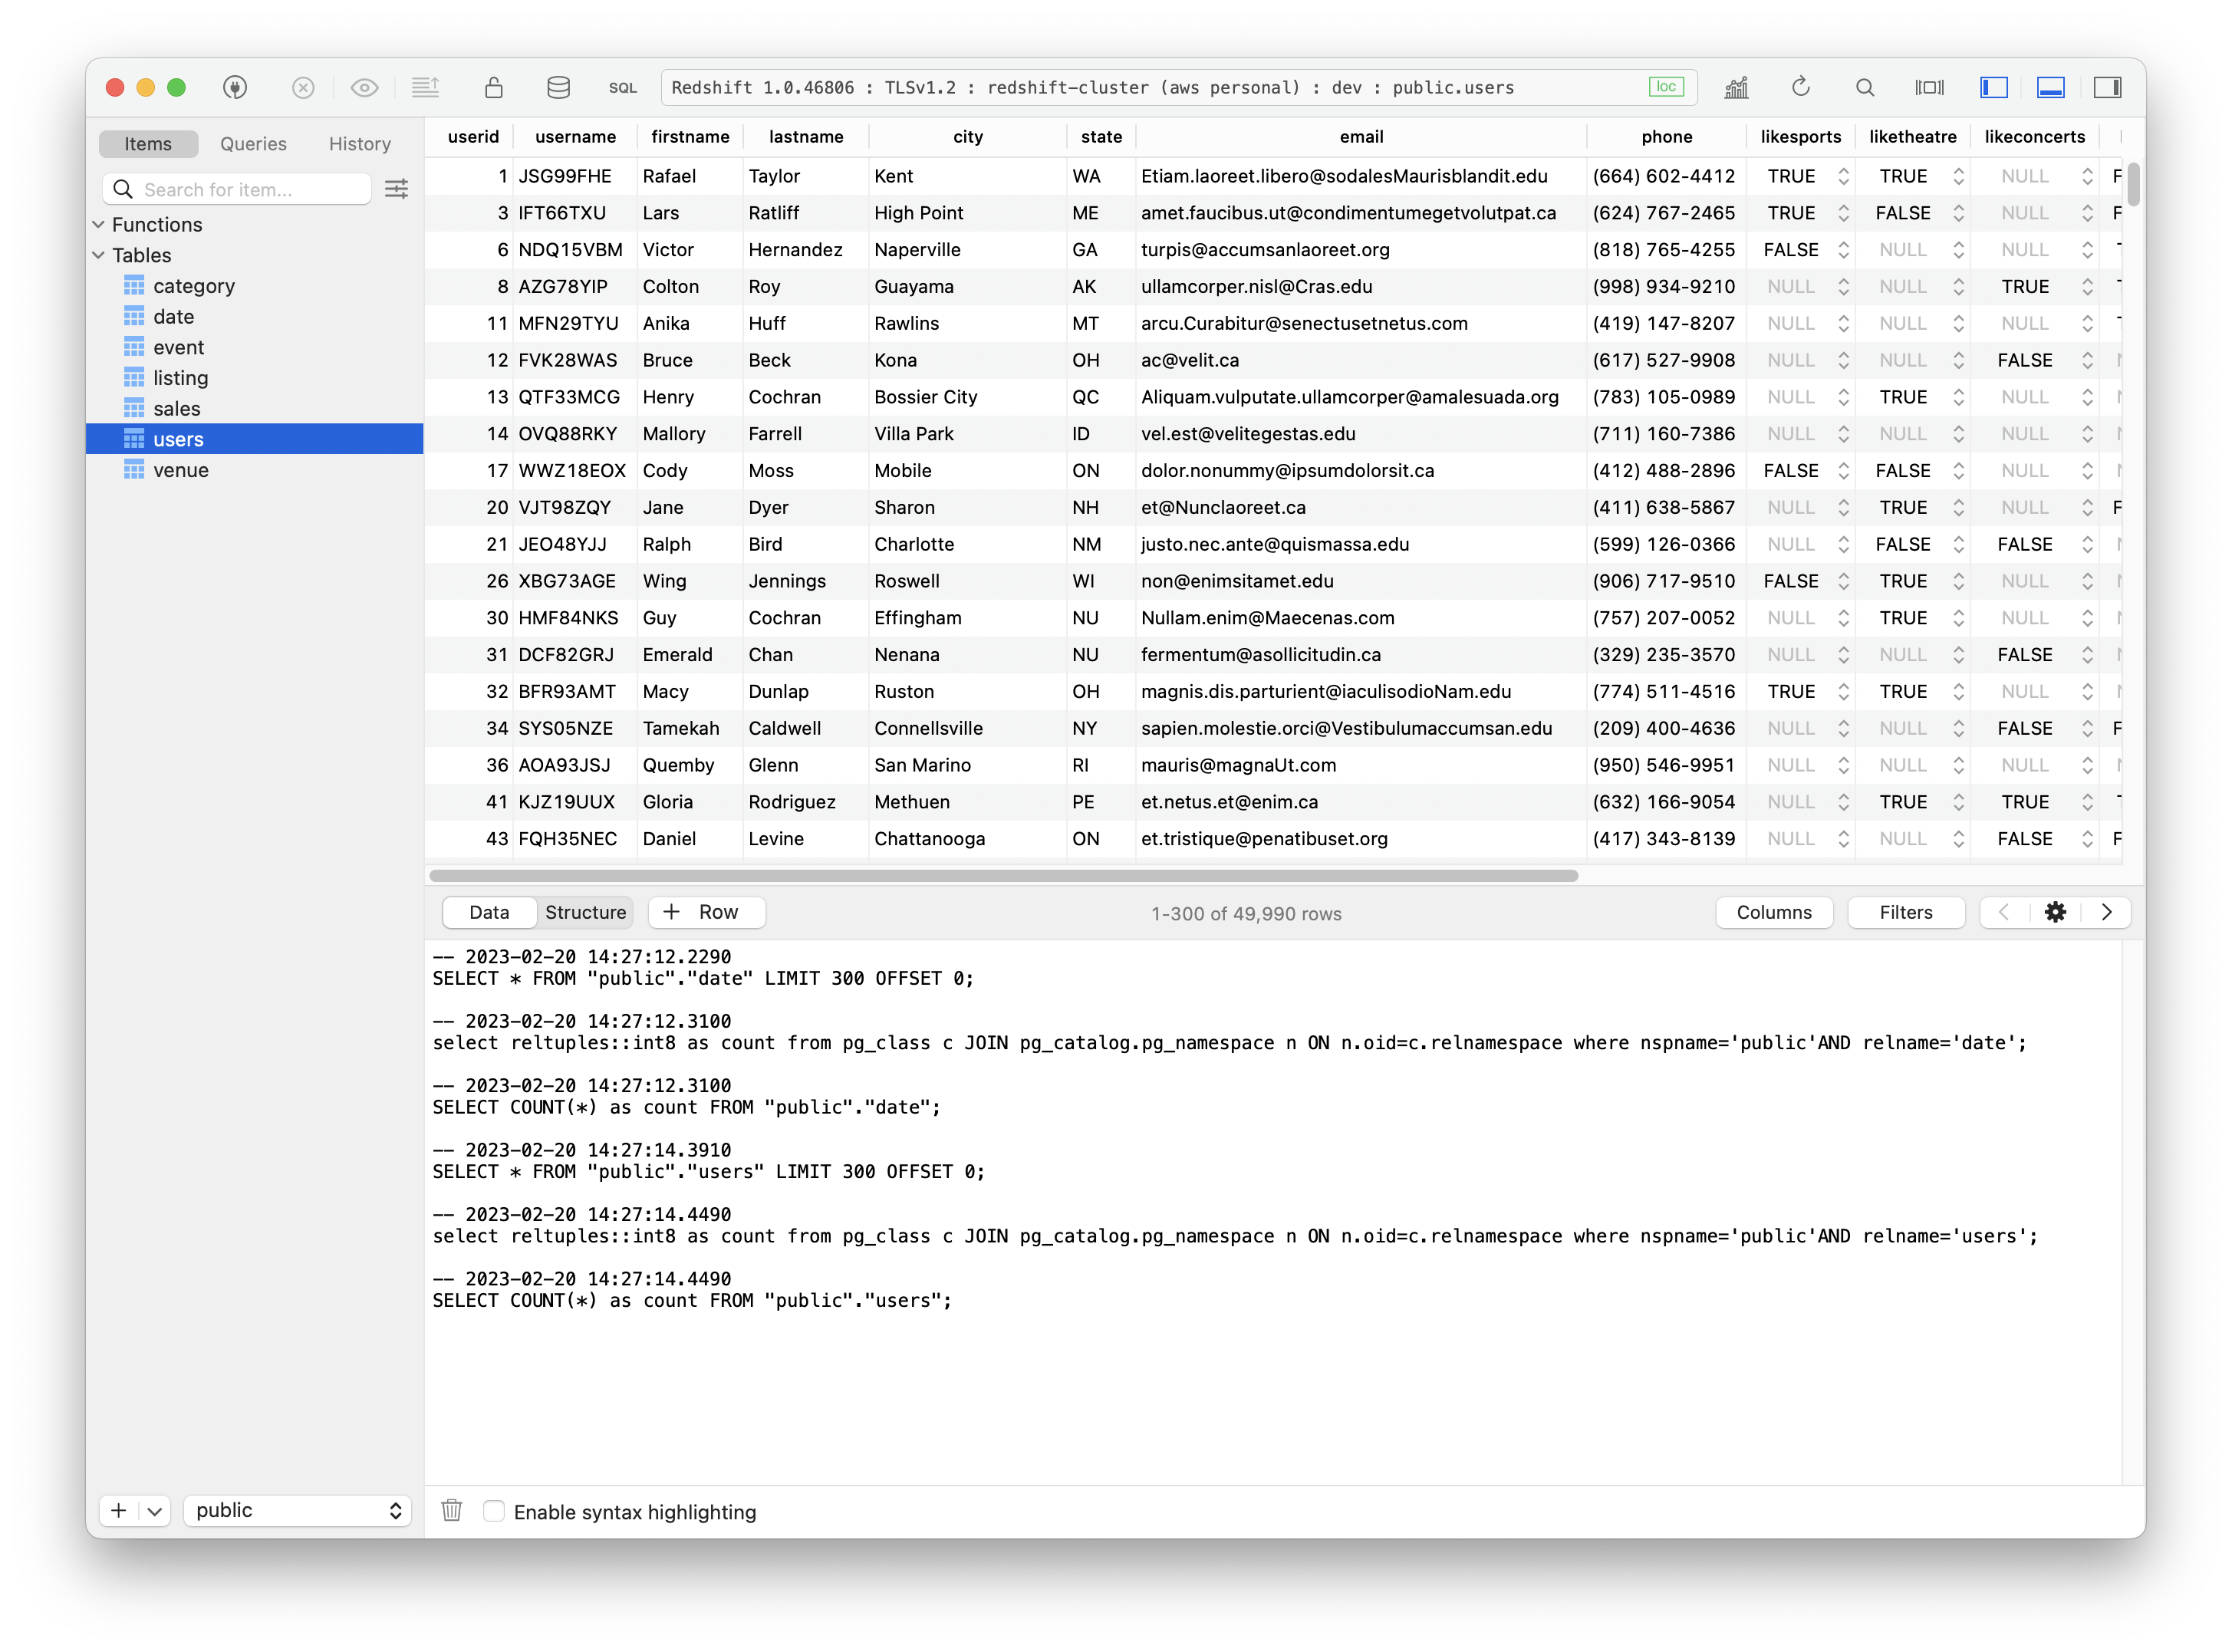 SQL Redshift 1.0.46806 : TLSv1.2 : redshift-cluster (aws personal) : dev : public.users loc
Items Queries History
Search for item...
Functions
Tables
category
date
event
listing
sales
users
venue
userid username firstname lastname city state email phone likesports liketheatre likeconcerts
1 JSG99FHE Rafael Taylor Kent WA Etiam.laoreet.libero@sodalesMaurisblandit.edu (664) 602-4412 TRUE TRUE NULL
3 IFT66TXU Lars Ratliff High Point ME amet.faucibus.ut@condimentumegetvolutpat.ca (624) 767-2465 TRUE FALSE NULL
6 NDQ15VBM Victor Hernandez Naperville GA turpis@accumsanlaoreet.org (818) 765-4255 FALSE NULL NULL
8 AZG78YIP Colton Roy Guayama AK ullamcorper.nisl@Cras.edu (998) 934-9210 NULL NULL TRUE
11 MFN29TYU Anika Huff Rawlins MT arcu.Curabitur@senectusetnetus.com (419) 147-8207 NULL NULL NULL
12 FVK28WAS Bruce Beck Kona OH ac@velit.ca (617) 527-9908 NULL NULL FALSE
13 QTF33MCG Henry Cochran Bossier City QC Aliquam.vulputate.ullamcorper@amalesuada.org (783) 105-0989 NULL TRUE NULL
14 OVQ88RKY Mallory Farrell Villa Park ID vel.est@velitegestas.edu (711) 160-7386 NULL NULL NULL
17 WWZ18EOX Cody Moss Mobile ON dolor.nonummy@ipsumdolorsit.ca (412) 488-2896 FALSE FALSE NULL
20 VJT98ZQY Jane Dyer Sharon NH et@Nunclaoreet.ca (411) 638-5867 NULL TRUE NULL
21 JEO48YJJ Ralph Bird Charlotte NM justo.nec.ante@quismassa.edu (599) 126-0366 NULL FALSE FALSE
26 XBG73AGE Wing Jennings Roswell WI non@enimsitamet.edu (906) 717-9510 FALSE TRUE NULL
30 HMF84NKS Guy Cochran Effingham NU Nullam.enim@Maecenas.com (757) 207-0052 NULL TRUE NULL
31 DCF82GRJ Emerald Chan Nenana NU fermentum@asollicitudin.ca (329) 235-3570 NULL NULL FALSE
32 BFR93AMT Macy Dunlap Ruston OH magnis.dis.parturient@iaculisodioNam.edu (774) 511-4516 TRUE TRUE NULL
34 SYS05NZE Tamekah Caldwell Connellsville NY sapien.molestie.orci@Vestibulumaccumsan.edu (209) 400-4636 NULL NULL FALSE
36 AOA93JSJ Quemby Glenn San Marino RI mauris@magnaUt.com (950) 546-9951 NULL NULL NULL
41 KJZ19UUX Gloria Rodriguez Methuen PE et.netus.et@enim.ca (632) 166-9054 NULL TRUE TRUE
43 FQH35NEC Daniel Levine Chattanooga ON et.tristique@penatibuset.org (417) 343-8139 NULL NULL FALSE
Data Structure + Row 1-300 of 49,990 rows Columns Filters
-- 2023-02-20 14:27:12.2290
SELECT * FROM "public"."date" LIMIT 300 OFFSET 0;
-- 2023-02-20 14:27:12.3100
select reltuples::int8 as count from pg_class c JOIN pg_catalog.pg_namespace n ON n.oid=c.relnamespace where nspname='public'AND relname='date';
-- 2023-02-20 14:27:12.3100
SELECT COUNT(*) as count FROM "public"."date";
-- 2023-02-20 14:27:14.3910
SELECT * FROM "public"."users" LIMIT 300 OFFSET 0;
-- 2023-02-20 14:27:14.4490
select reltuples::int8 as count from pg_class c JOIN pg_catalog.pg_namespace n ON n.oid=c.relnamespace where nspname='public'AND relname='users';
-- 2023-02-20 14:27:14.4490
SELECT COUNT(*) as count FROM "public"."users";
public
Enable syntax highlighting